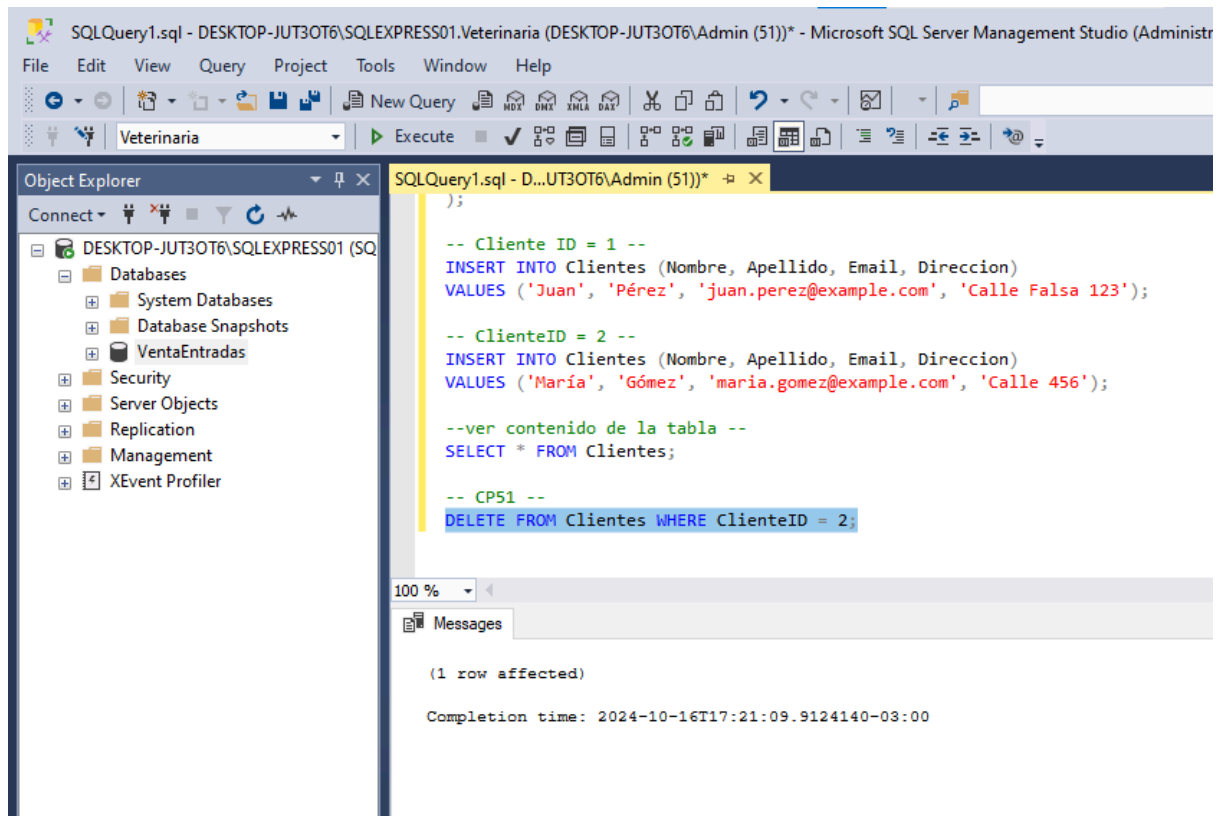 SQLQuery1.sql - DESKTOP-JUT3OT6\SQLEXPRESS01.Veterinaria (DESKTOP-JUT3OT6\Admin (51))* - Microsoft SQL Server Management Studio (Administr
File Edit View Query Project Tools Window Help
New Query MDX DMX XMLA DAX
Veterinaria Execute
Object Explorer
Connect
DESKTOP-JUT3OT6\SQLEXPRESS01 (SQ
Databases
System Databases
Database Snapshots
VentaEntradas
Security
Server Objects
Replication
Management
XEvent Profiler
SQLQuery1.sql - D...UT3OT6\Admin (51))*
);
-- Cliente ID = 1 --
INSERT INTO Clientes (Nombre, Apellido, Email, Direccion)
VALUES ('Juan', 'Pérez', 'juan.perez@example.com', 'Calle Falsa 123');
-- ClienteID = 2 --
INSERT INTO Clientes (Nombre, Apellido, Email, Direccion)
VALUES ('María', 'Gómez', 'maria.gomez@example.com', 'Calle 456');
--ver contenido de la tabla --
SELECT * FROM Clientes;
-- CP51 --
DELETE FROM Clientes WHERE ClienteID = 2;
100 %
Messages
(1 row affected)
Completion time: 2024-10-16T17:21:09.9124140-03:00